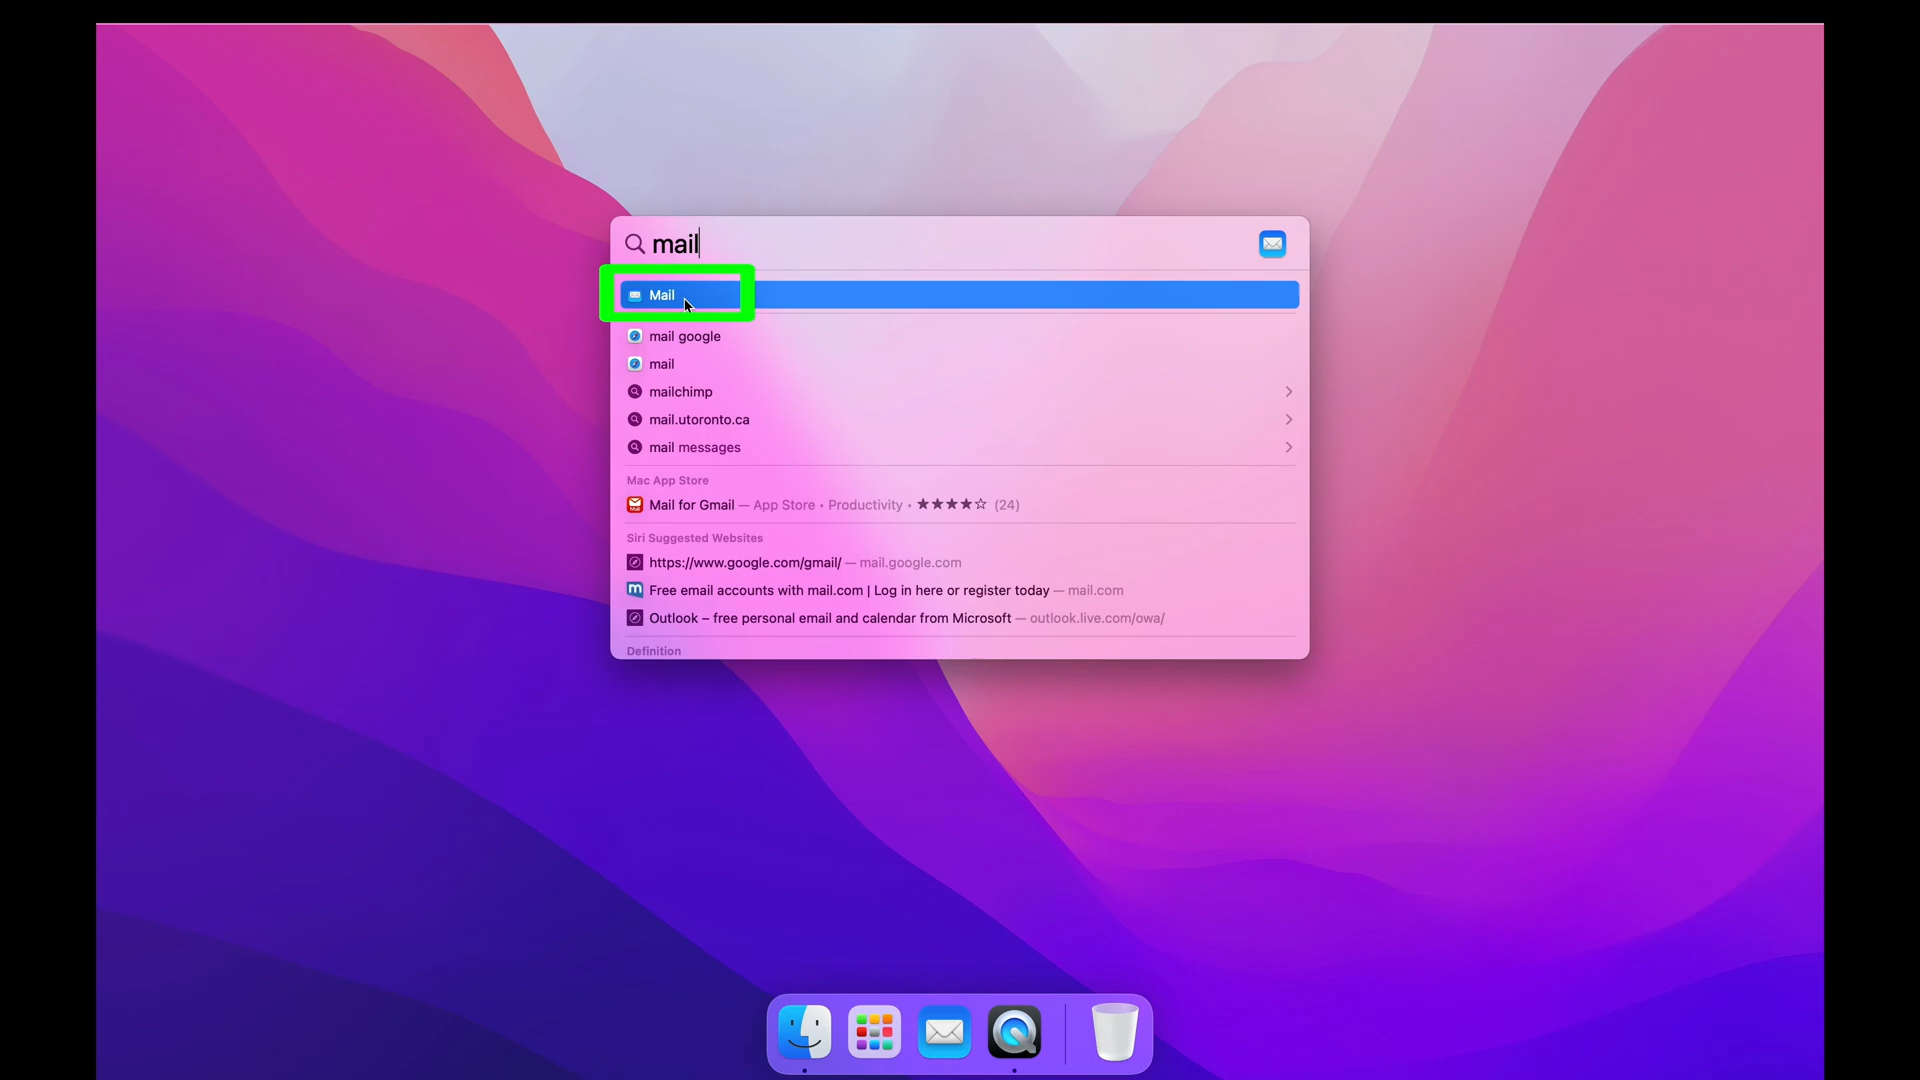 mail
Mail
mail google
mail
mailchimp
mail.utoronto.ca
mail messages
Mac App Store
Mail for Gmail — App Store • Productivity • ★★★★☆ (24)
Siri Suggested Websites
https://www.google.com/gmail/ — mail.google.com
Free email accounts with mail.com | Log in here or register today — mail.com
Outlook – free personal email and calendar from Microsoft — outlook.live.com/owa/
Definition